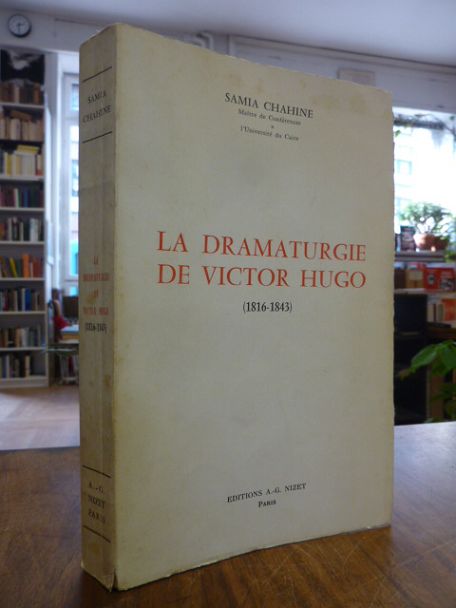 SAMIA CHAHINE
Maître de Conférences
à
l'Université du Caire
LA DRAMATURGIE
DE VICTOR HUGO
(1816-1843)
EDITIONS A.-G. NIZET
PARIS
SAMIA
CHAHINE
LA
DRAMATURGIE
DE
VICTOR HUGO
(1816-1843)
A.-G.
NIZET
PARIS